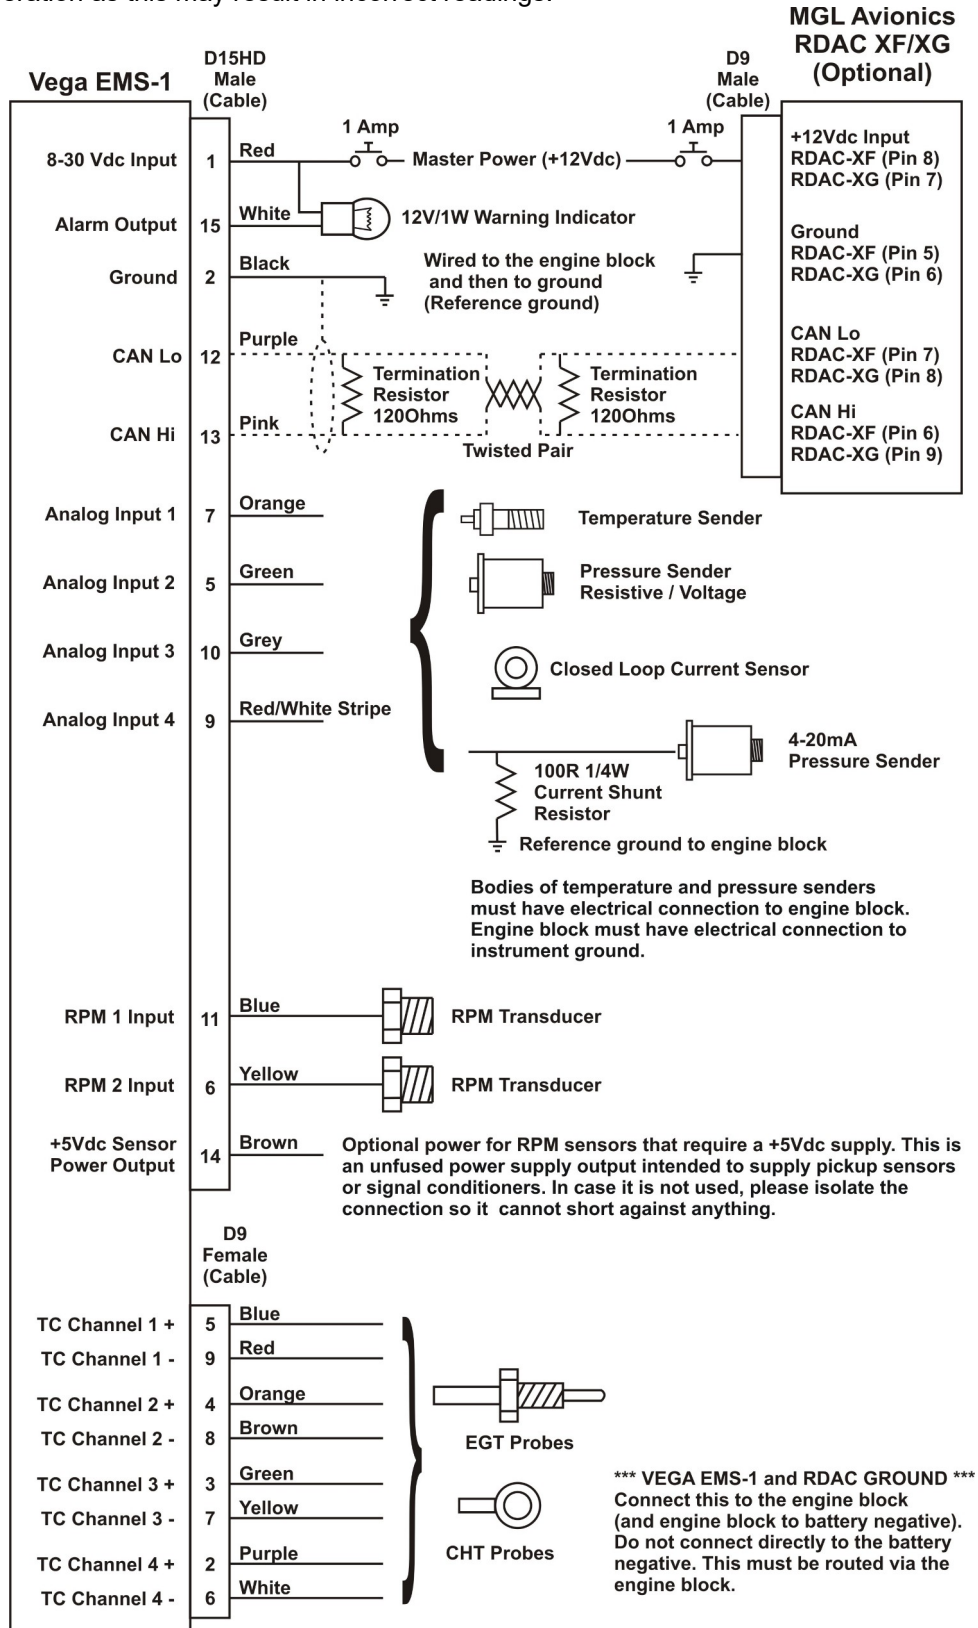 eration as this may result in incorrect readings.
MGL Avionics
RDAC XF/XG
(Optional)
Vega EMS-1
D15HD
Male
(Cable)
D9
Male
(Cable)
8-30 Vdc Input
1
Red
1 Amp
Master Power (+12Vdc)
1 Amp
+12Vdc Input
RDAC-XF (Pin 8)
RDAC-XG (Pin 7)
Alarm Output
15
White
12V/1W Warning Indicator
Ground
2
Black
Wired to the engine block
and then to ground
(Reference ground)
Ground
RDAC-XF (Pin 5)
RDAC-XG (Pin 6)
CAN Lo
12
Purple
CAN Lo
RDAC-XF (Pin 7)
RDAC-XG (Pin 8)
Termination
Resistor
120Ohms
Termination
Resistor
120Ohms
CAN Hi
13
Pink
Twisted Pair
CAN Hi
RDAC-XF (Pin 6)
RDAC-XG (Pin 9)
Analog Input 1
7
Orange
Temperature Sender
Analog Input 2
5
Green
Pressure Sender
Resistive / Voltage
Analog Input 3
10
Grey
Closed Loop Current Sensor
Analog Input 4
9
Red/White Stripe
4-20mA
Pressure Sender
100R 1/4W
Current Shunt
Resistor
Reference ground to engine block
Bodies of temperature and pressure senders
must have electrical connection to engine block.
Engine block must have electrical connection to
instrument ground.
RPM 1 Input
11
Blue
RPM Transducer
RPM 2 Input
6
Yellow
RPM Transducer
+5Vdc Sensor
Power Output
14
Brown
Optional power for RPM sensors that require a +5Vdc supply. This is
an unfused power supply output intended to supply pickup sensors
or signal conditioners. In case it is not used, please isolate the
connection so it cannot short against anything.
D9
Female
(Cable)
TC Channel 1 +
5
Blue
TC Channel 1 -
9
Red
TC Channel 2 +
4
Orange
TC Channel 2 -
8
Brown
TC Channel 3 +
3
Green
TC Channel 3 -
7
Yellow
TC Channel 4 +
2
Purple
TC Channel 4 -
6
White
EGT Probes
CHT Probes
*** VEGA EMS-1 and RDAC GROUND ***
Connect this to the engine block
(and engine block to battery negative).
Do not connect directly to the battery
negative. This must be routed via the
engine block.